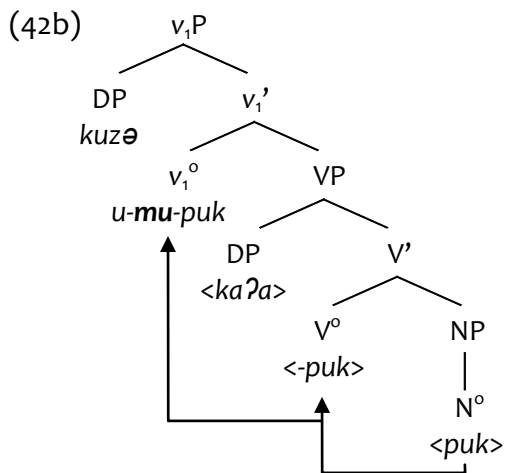 (42b) v₁P
DP v₁’
kuzə
v₁° VP
u-mu-puk
DP V’
<kaʔa>
V° NP
<-puk>
N°
<puk>